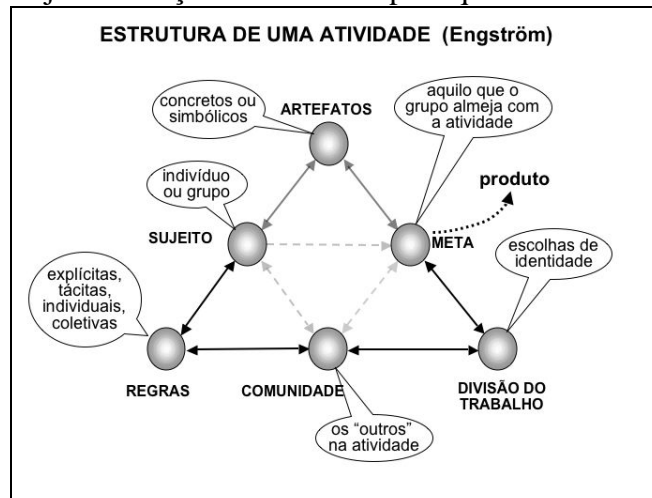 ESTRUTURA DE UMA ATIVIDADE (Engström)
concretos ou
simbólicos
ARTEFATOS
aquilo que o
grupo almeja com
a atividade
indivíduo
ou grupo
produto
SUJEITO
META
escolhas de
identidade
explícitas,
tácitas,
individuais,
coletivas
REGRAS
COMUNIDADE
DIVISÃO DO
TRABALHO
os "outros"
na atividade